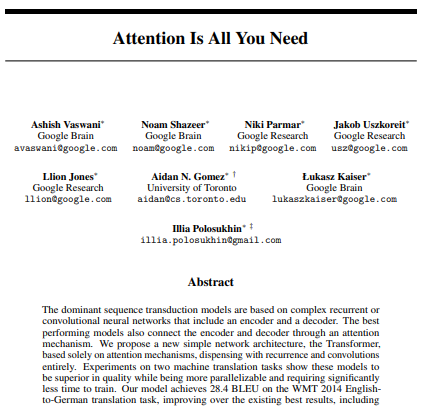 Attention Is All You Need
Ashish Vaswani* Noam Shazeer* Niki Parmar* Jakob Uszkoreit*
Google Brain Google Brain Google Research Google Research
avaswani@google.com noam@google.com nikip@google.com usz@google.com
Llion Jones* Aidan N. Gomez* † Łukasz Kaiser*
Google Research University of Toronto Google Brain
llion@google.com aidan@cs.toronto.edu lukaszkaiser@google.com
Illia Polosukhin* ‡
illia.polosukhin@gmail.com
Abstract
The dominant sequence transduction models are based on complex recurrent or
convolutional neural networks that include an encoder and a decoder. The best
performing models also connect the encoder and decoder through an attention
mechanism. We propose a new simple network architecture, the Transformer,
based solely on attention mechanisms, dispensing with recurrence and convolutions
entirely. Experiments on two machine translation tasks show these models to
be superior in quality while being more parallelizable and requiring significantly
less time to train. Our model achieves 28.4 BLEU on the WMT 2014 English-
to-German translation task, improving over the existing best results, including